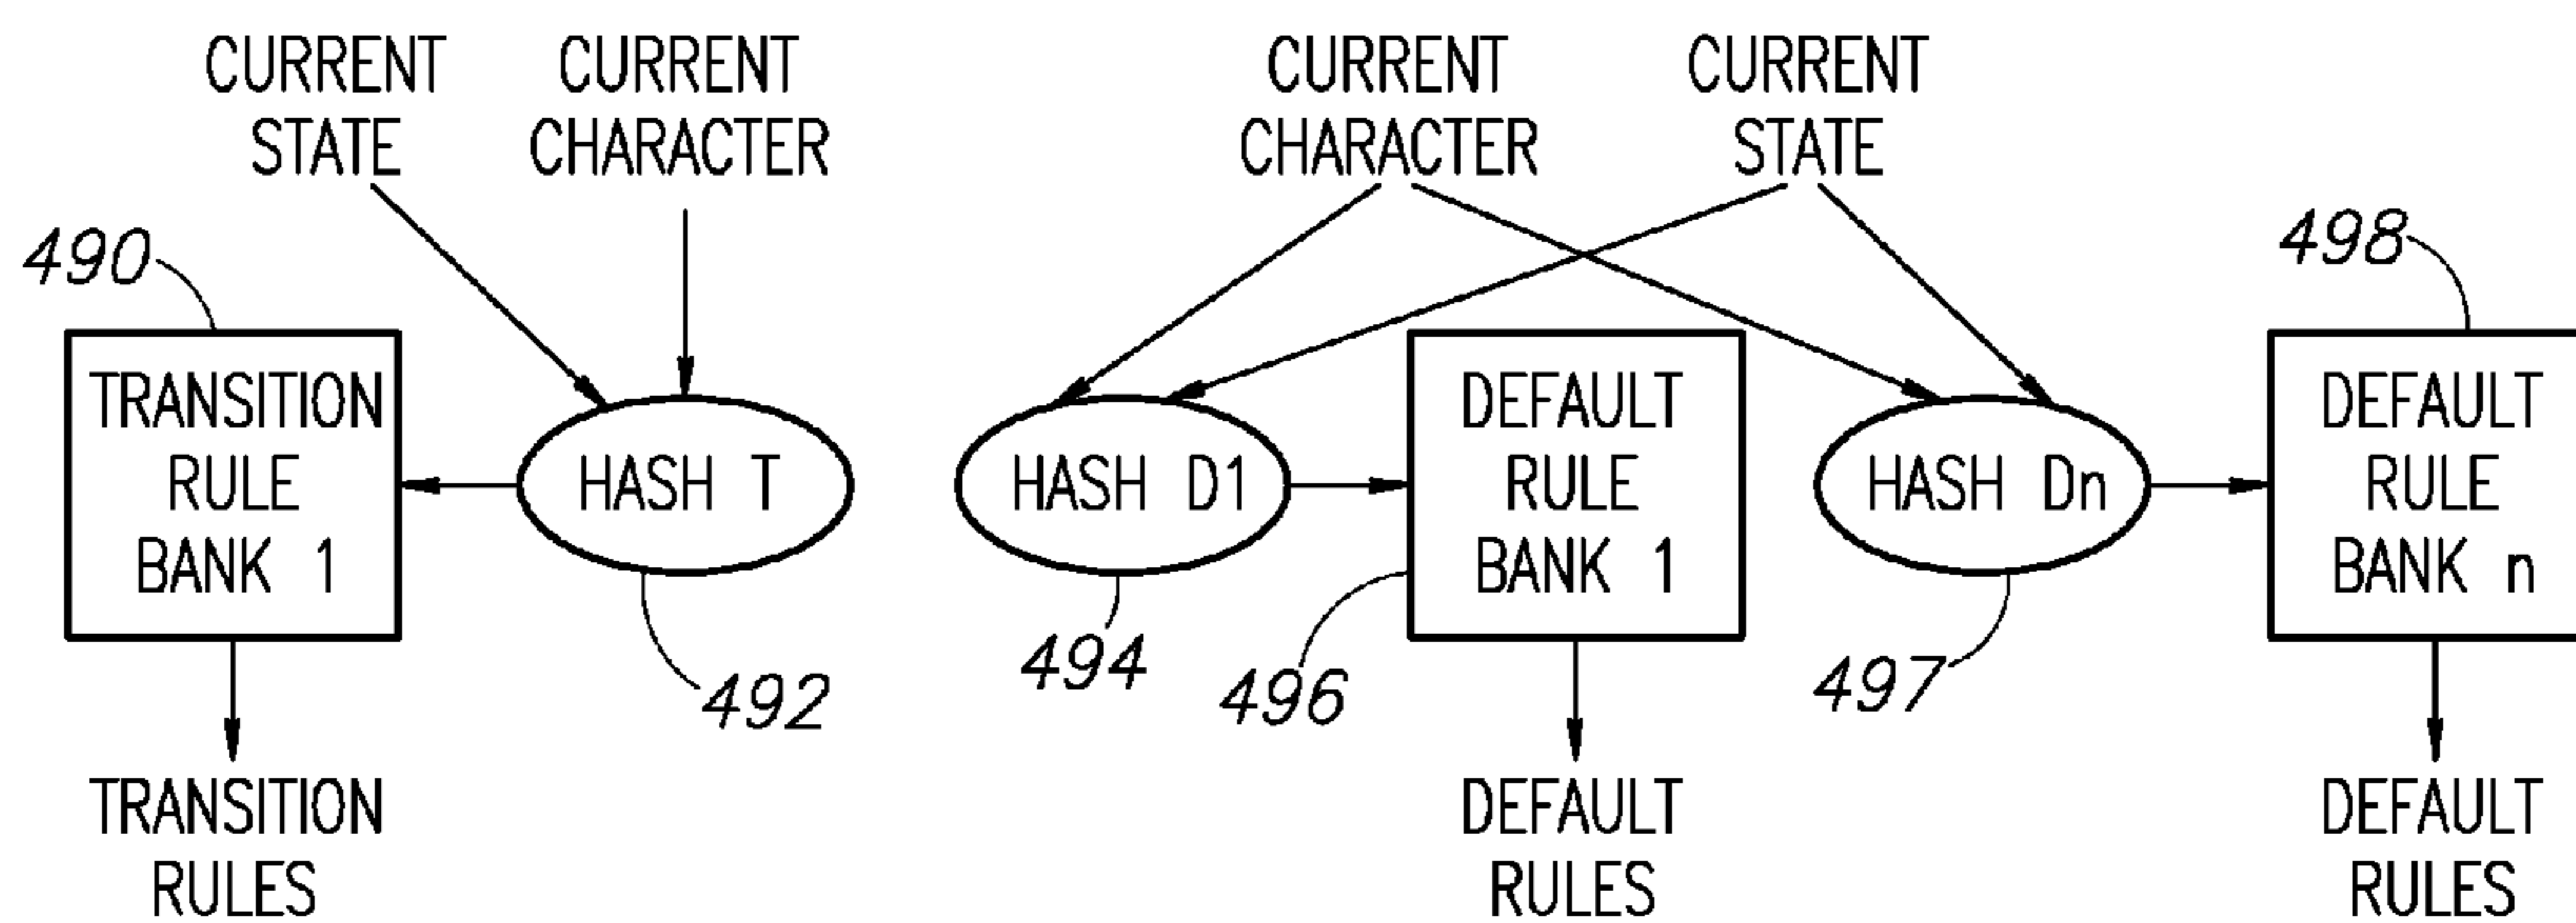 CURRENT STATE
CURRENT CHARACTER
CURRENT CHARACTER
CURRENT STATE
490
498
TRANSITION
RULE
BANK 1
HASH T
HASH D1
DEFAULT
RULE
BANK 1
HASH Dn
DEFAULT
RULE
BANK n
492
494
496
497
TRANSITION
RULES
DEFAULT
RULES
DEFAULT
RULES